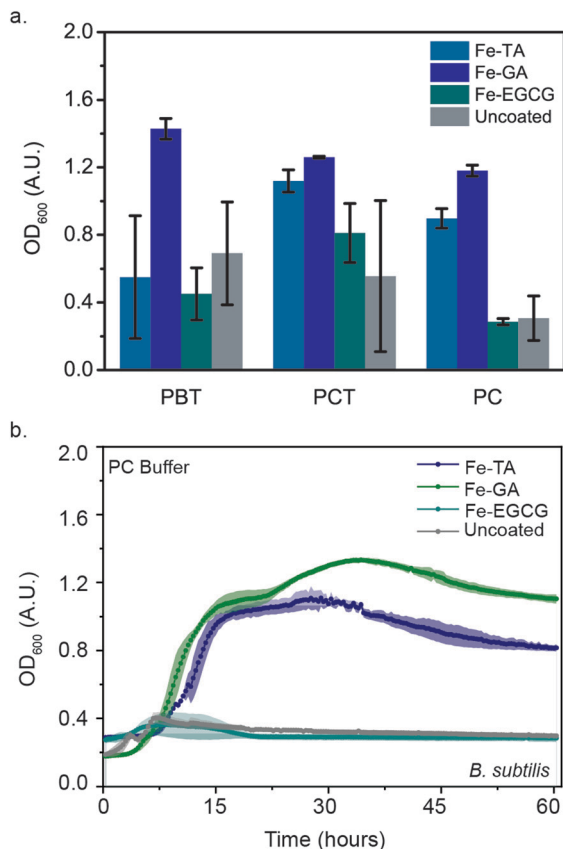 a.
2.0
1.6
1.2
0.8
0.4
0.0
OD600 (A.U.)
Fe-TA
Fe-GA
Fe-EGCG
Uncoated
PBT PCT PC
b.
2.0
1.6
1.2
0.8
0.4
0.0
OD600 (A.U.)
PC Buffer
Fe-TA
Fe-GA
Fe-EGCG
Uncoated
B. subtilis
0 15 30 45 60
Time (hours)